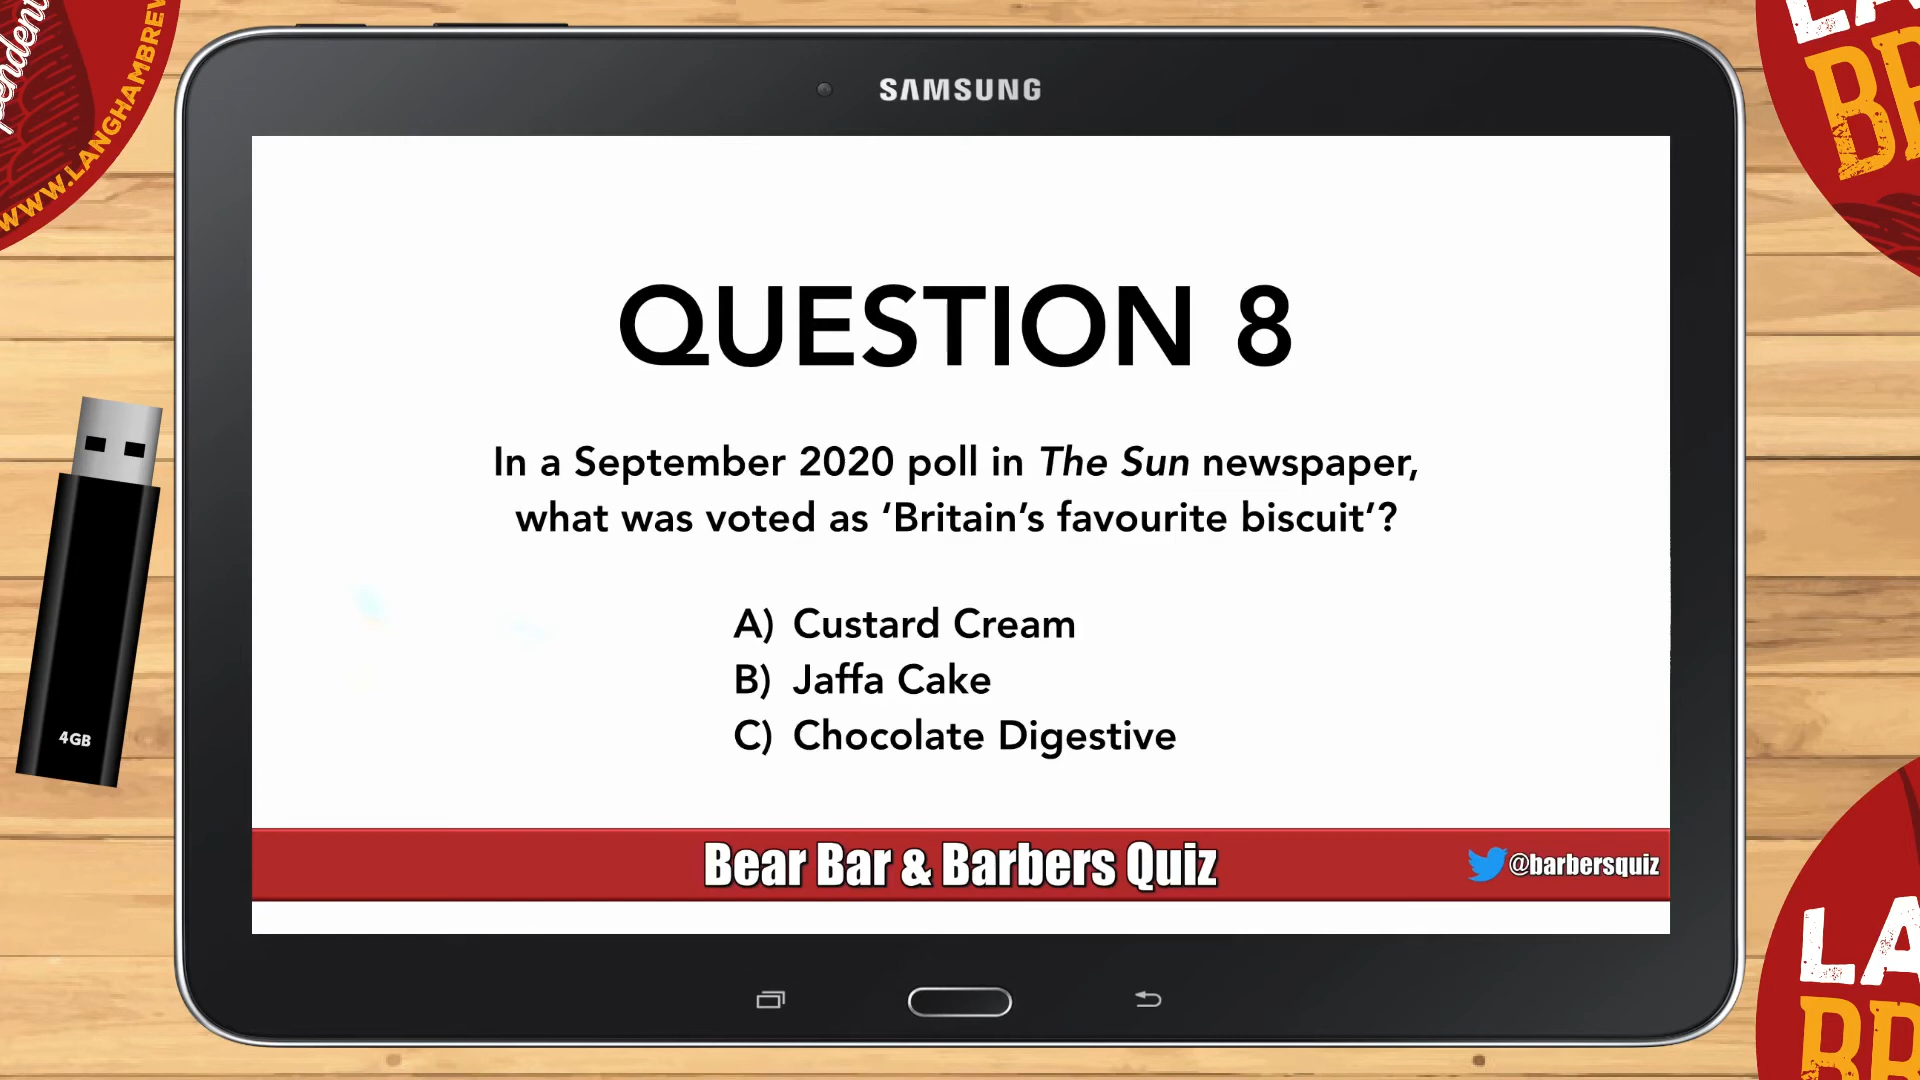 WWW.LANGHAMBREW
SAMSUNG
QUESTION 8
In a September 2020 poll in The Sun newspaper,
what was voted as ‘Britain’s favourite biscuit’?
A) Custard Cream
B) Jaffa Cake
C) Chocolate Digestive
4GB
Bear Bar & Barbers Quiz
@barbersquiz